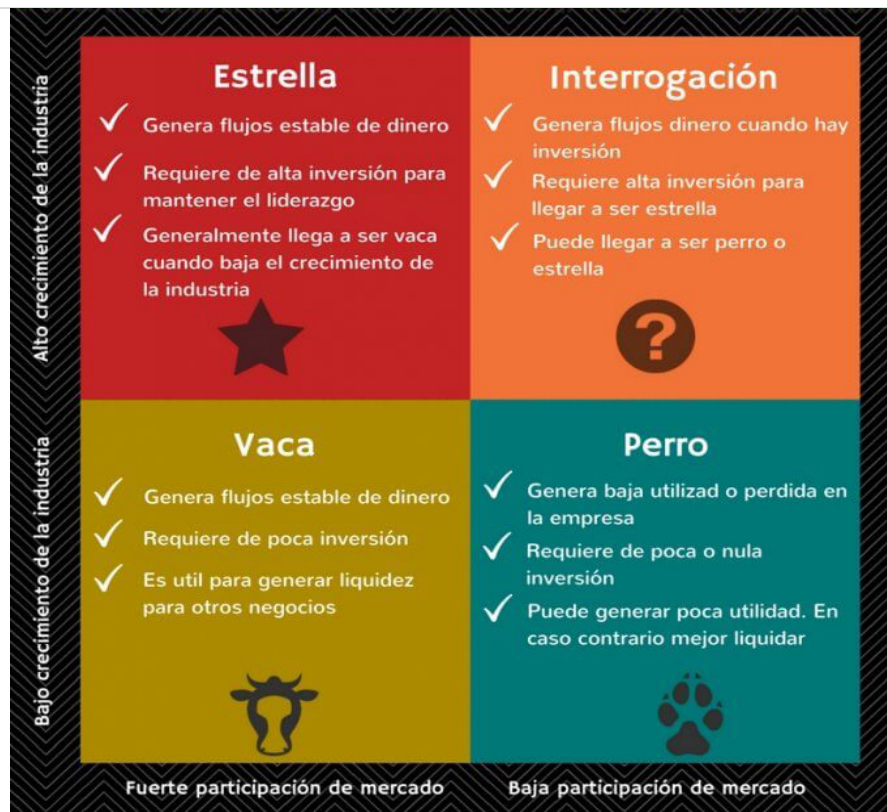 Alto crecimiento de la industria
Estrella
Genera flujos estable de dinero
Requiere de alta inversión para
mantener el liderazgo
Generalmente llega a ser vaca
cuando baja el crecimiento de
la industria
Interrogación
Genera flujos dinero cuando hay
inversión
Requiere alta inversión para
llegar a ser estrella
Puede llegar a ser perro o
estrella
?
Bajo crecimiento de la industria
Vaca
Genera flujos estable de dinero
Requiere de poca inversión
Es util para generar liquidez
para otros negocios
Perro
Genera baja utilizad o perdida en
la empresa
Requiere de poca o nula
inversión
Puede generar poca utilidad. En
caso contrario mejor liquidar
Fuerte participación de mercado
Baja participación de mercado